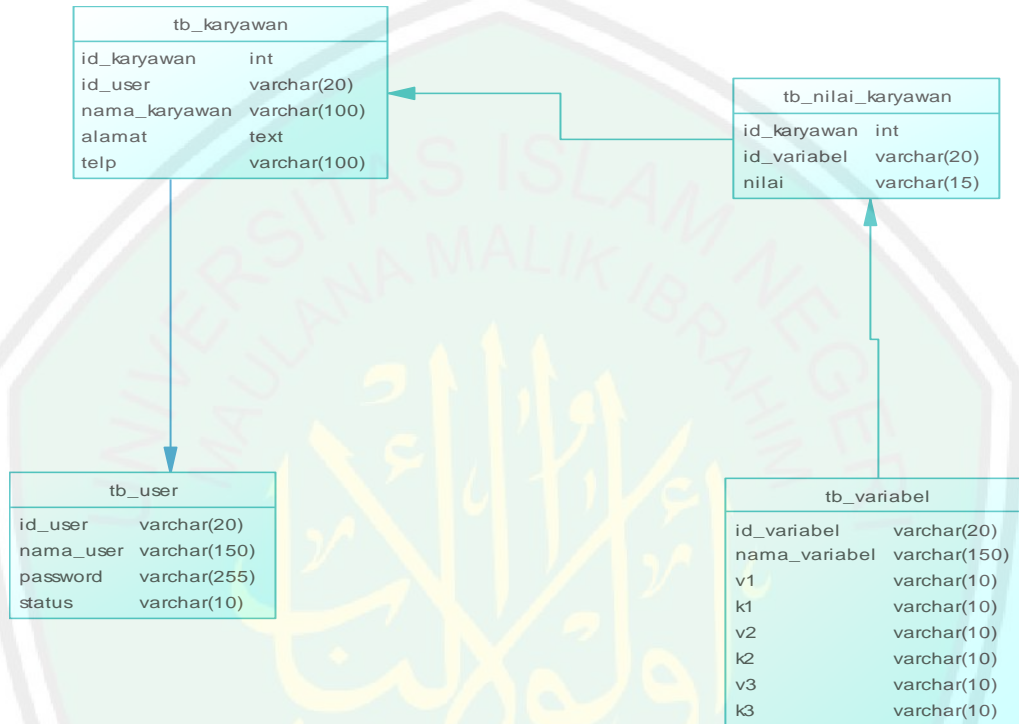 tb_karyawan
id_karyawan int
id_user varchar(20)
nama_karyawan varchar(100)
alamat text
telp varchar(100)
tb_nilai_karyawan
id_karyawan int
id_variabel varchar(20)
nilai varchar(15)
UNIVERSITAS ISLAM NEGERI
MAULANA MALIK IBRAHIM
tb_user
id_user varchar(20)
nama_user varchar(150)
password varchar(255)
status varchar(10)
tb_variabel
id_variabel varchar(20)
nama_variabel varchar(150)
v1 varchar(10)
k1 varchar(10)
v2 varchar(10)
k2 varchar(10)
v3 varchar(10)
k3 varchar(10)